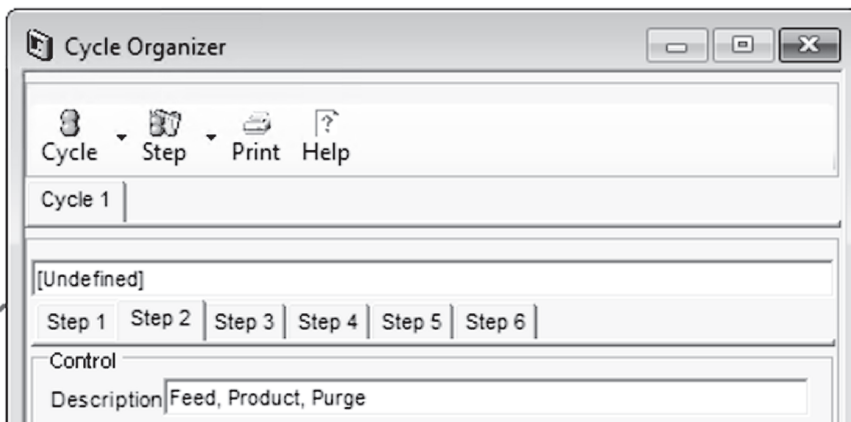 Cycle Organizer
Cycle Step Print Help
Cycle 1
[Undefined]
Step 1 Step 2 Step 3 Step 4 Step 5 Step 6
Control
Description Feed, Product, Purge